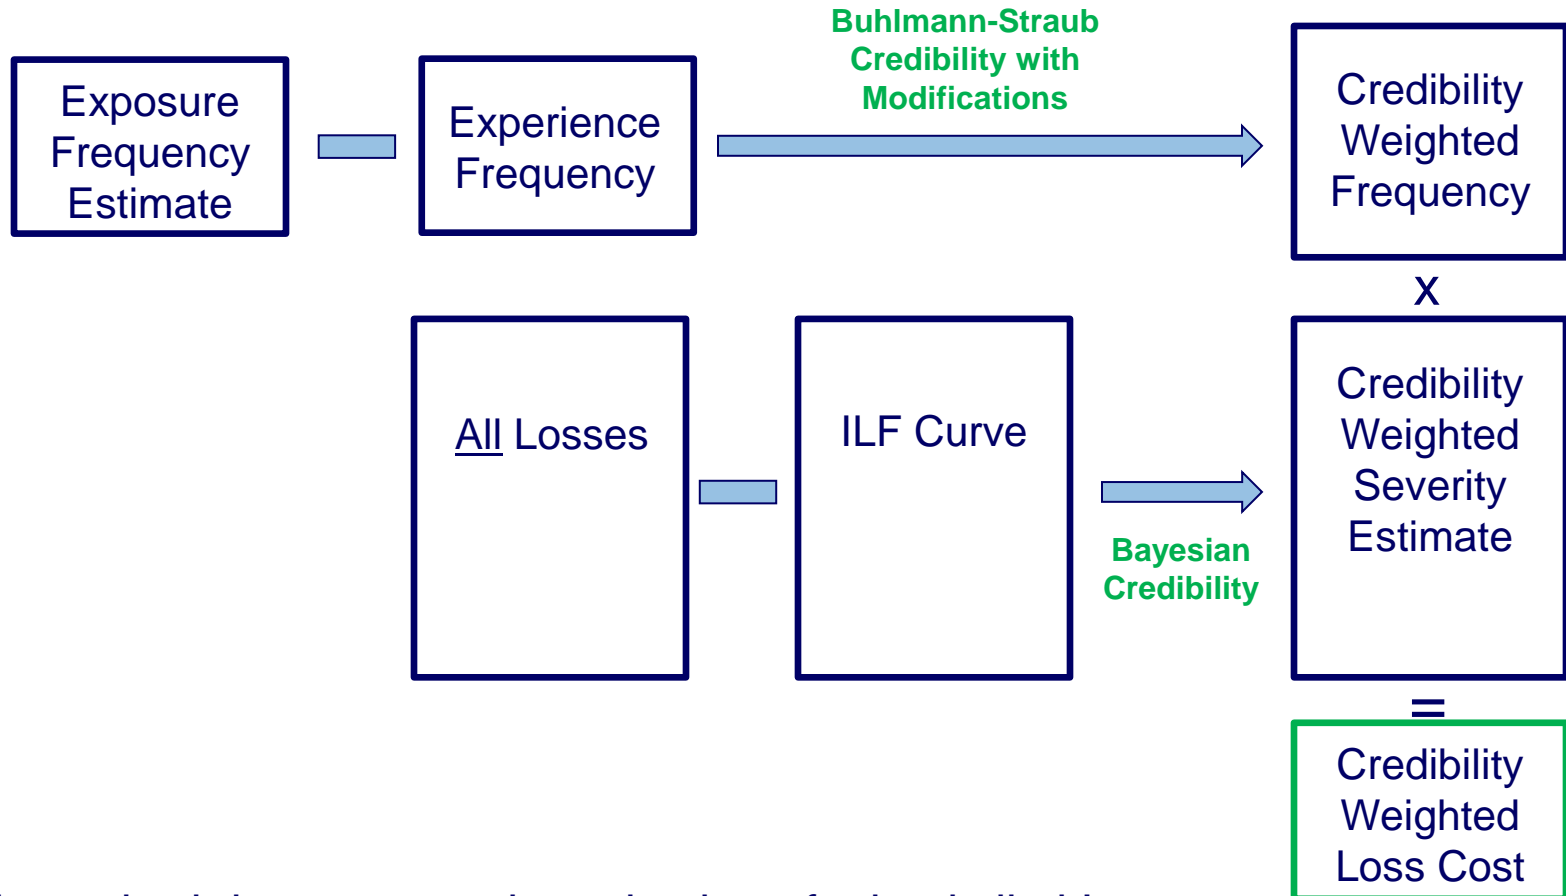 Buhlmann-Straub
Credibility with
Modifications
Exposure
Frequency
Estimate
Experience
Frequency
Credibility
Weighted
Frequency
x
All Losses
ILF Curve
Bayesian
Credibility
Credibility
Weighted
Severity
Estimate
=
Credibility
Weighted
Loss Cost